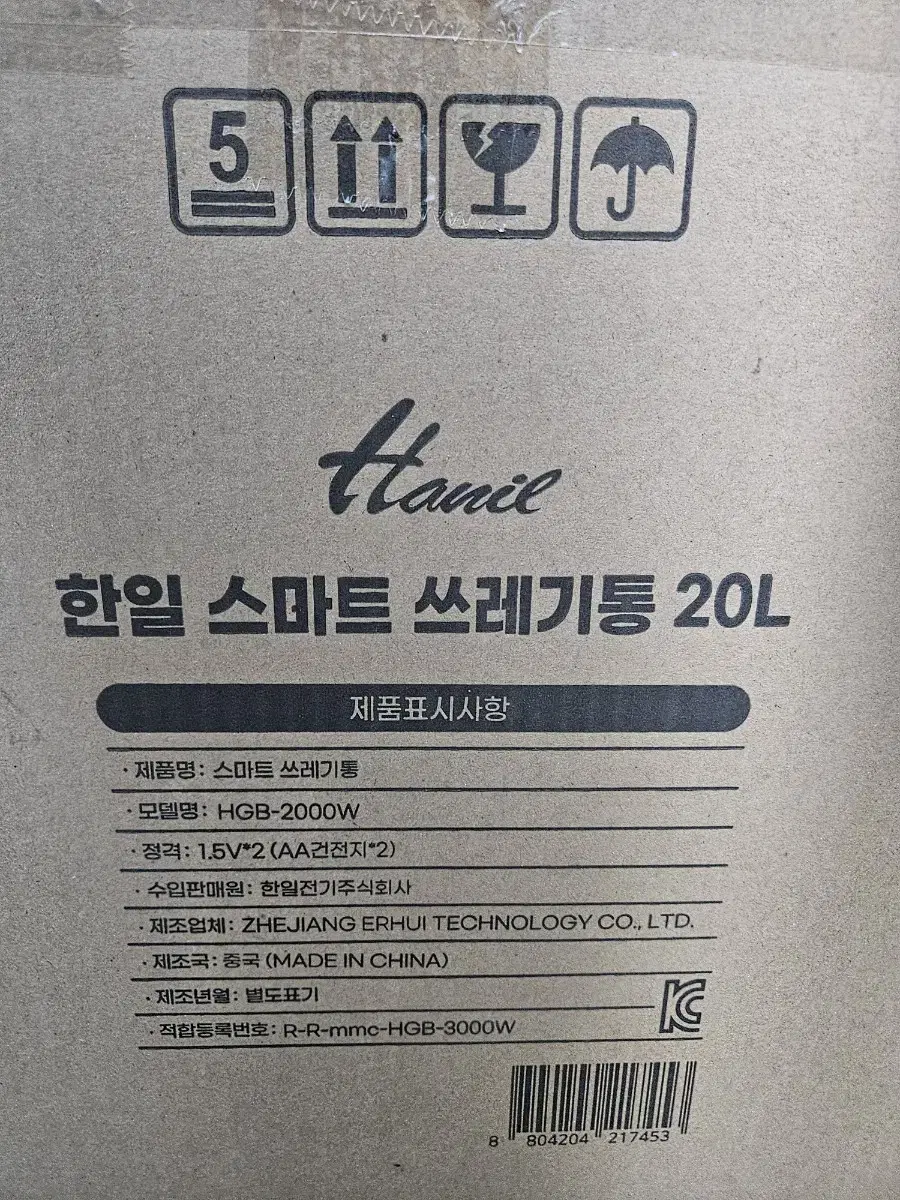 5
Hanil
한일 스마트 쓰레기통 20L
제품표시사항
· 제품명: 스마트 쓰레기통
· 모델명: HGB-2000W
· 정격: 1.5V*2 (AA건전지*2)
· 수입판매원: 한일전기주식회사
· 제조업체: ZHEJIANG ERHUI TECHNOLOGY CO., LTD.
· 제조국: 중국 (MADE IN CHINA)
· 제조년월: 별도표기
· 적합등록번호: R-R-mmc-HGB-3000W
KC
8 804204 217453